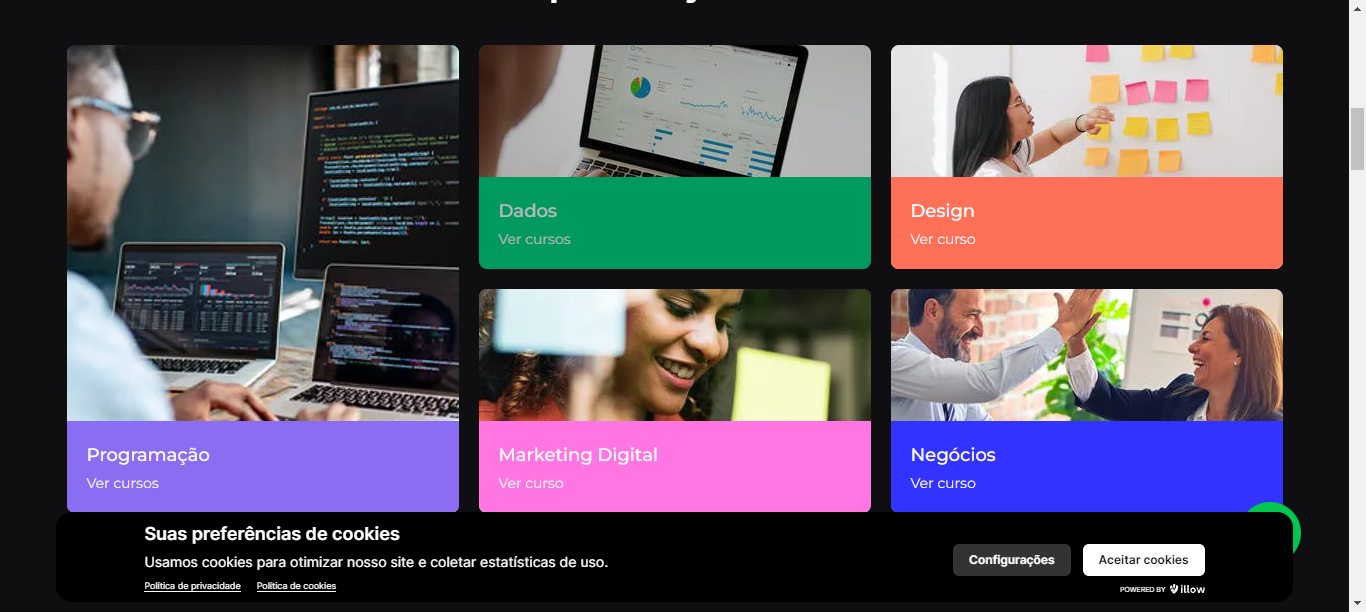 Dados
Ver cursos
Design
Ver curso
Programação
Ver cursos
Marketing Digital
Ver curso
Negócios
Ver curso
Suas preferências de cookies
Usamos cookies para otimizar nosso site e coletar estatísticas de uso.
Política de privacidade Política de cookies
Configurações
Aceitar cookies
POWERED BY illow